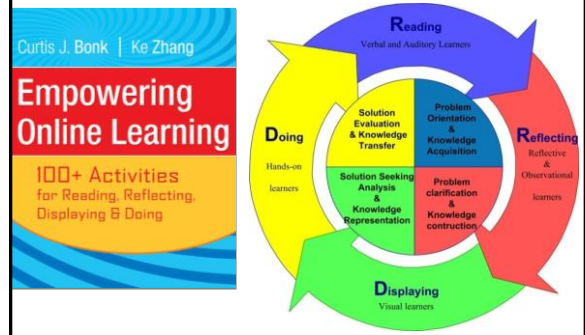 Curtis J. Bonk | Ke Zhang
Empowering
Online Learning
100+ Activities
for Reading, Reflecting,
Displaying & Doing
Reading
Verbal and Auditory Learners
Reflecting
Reflective
&
Observational
learners
Displaying
Visual learners
Doing
Hands-on
learners
Solution
Evaluation
& Knowledge
Transfer
Problem
Orientation
&
Knowledge
Acquisition
Solution Seeking
Analysis
&
Knowledge
Representation
Problem
clarification
&
Knowledge
contruction